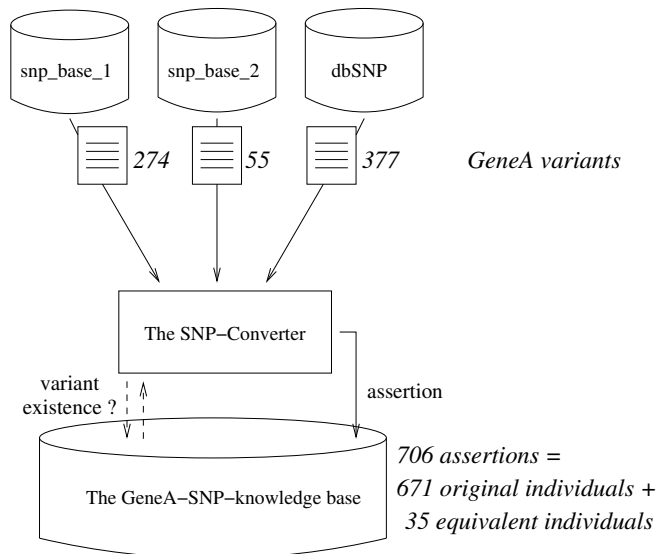 snp_base_1
snp_base_2
dbSNP
274
55
377
GeneA variants
The SNP−Converter
variant
existence ?
assertion
706 assertions =
671 original individuals +
35 equivalent individuals
The GeneA−SNP−knowledge base